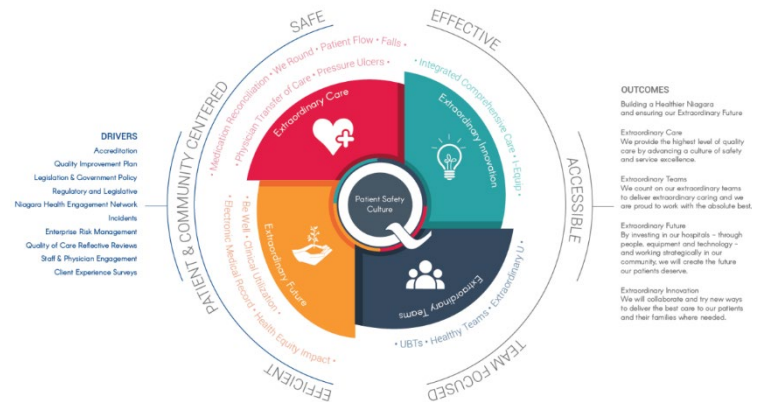 SAFE
EFFECTIVE
PATIENT & COMMUNITY CENTERED
ACCESSIBLE
EFFICIENT
TEAM FOCUSED
DRIVERS
Accreditation
Quality Improvement Plan
Legislation & Government Policy
Regulatory and Legislative
Niagara Health Engagement Network
Incidents
Enterprise Risk Management
Quality of Care Reflective Reviews
Staff & Physician Engagement
Client Experience Surveys
• Medication Reconciliation • We Round • Patient Flow • Falls •
• Physician Transfer of Care • Pressure Ulcers •
Extraordinary Care
• Integrated Comprehensive Care • I-Equip •
Extraordinary Innovation
Patient Safety
Culture
Extraordinary Future
• Be Well • Clinical Utilization •
• Electronic Medical Record • Health Equity Impact •
Extraordinary Teams
• UBTs • Healthy Teams • Extraordinary U •
OUTCOMES
Building a Healthier Niagara
and ensuring our Extraordinary Future
Extraordinary Care
We provide the highest level of quality
care by advancing a culture of safety
and service excellence.
Extraordinary Teams
We count on our extraordinary teams
to deliver extraordinary caring and we
are proud to work with the absolute best.
Extraordinary Future
By investing in our hospitals – through
people, equipment and technology –
and working strategically in our
community, we will create the future
our patients deserve.
Extraordinary Innovation
We will collaborate and try new ways
to deliver the best care to our patients
and their families where needed.